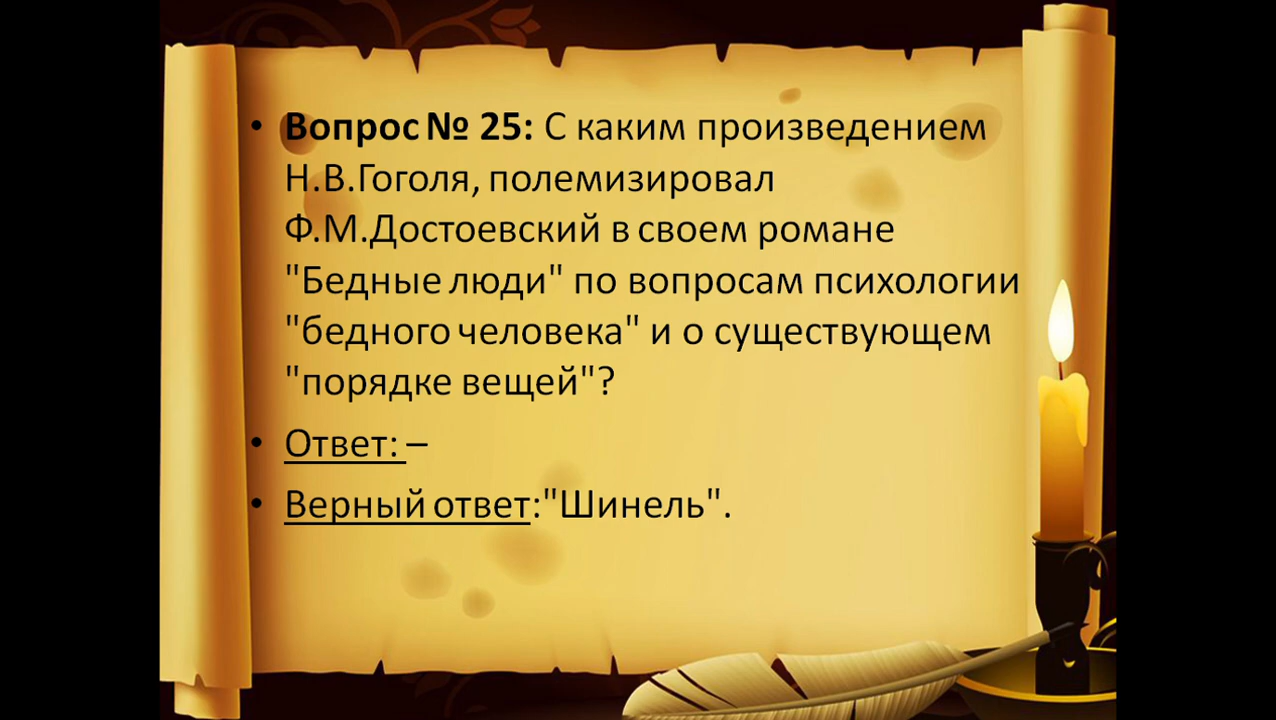 • Вопрос № 25: С каким произведением
Н.В.Гоголя, полемизировал
Ф.М.Достоевский в своем романе
"Бедные люди" по вопросам психологии
"бедного человека" и о существующем
"порядке вещей"?
• Ответ: –
• Верный ответ:"Шинель".